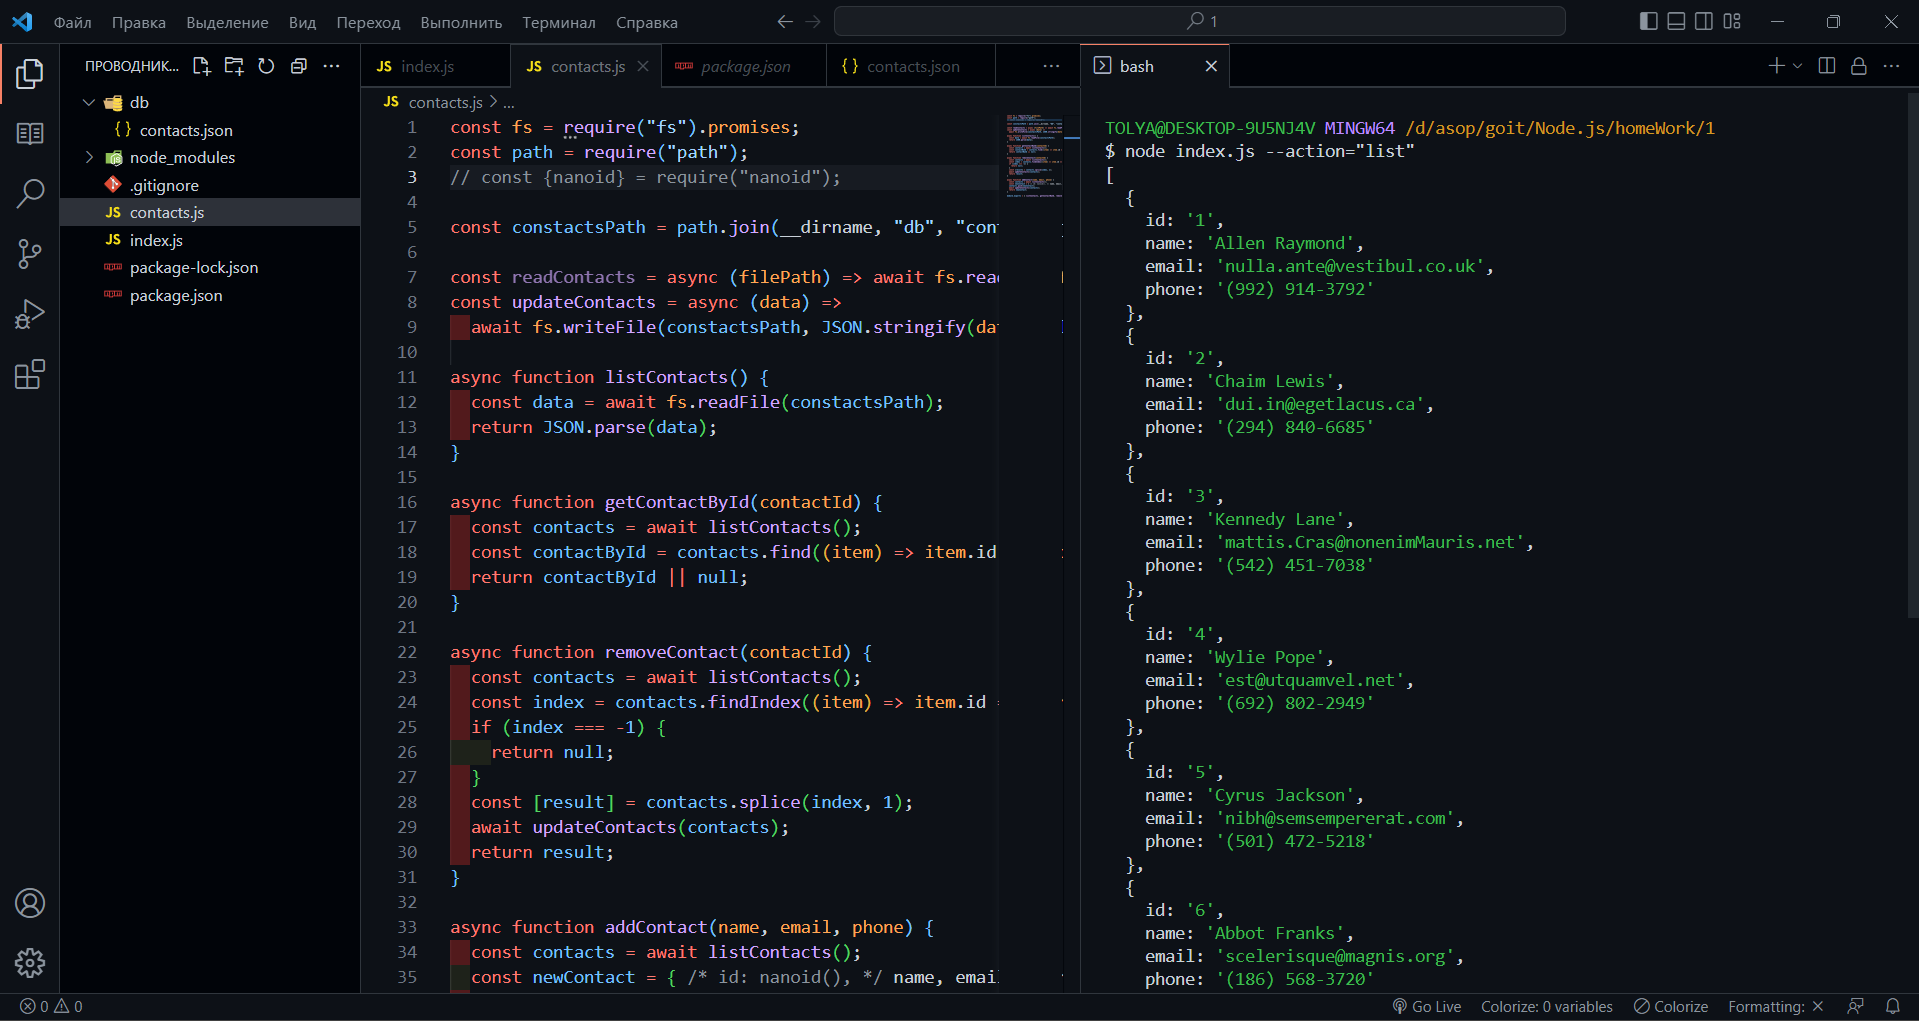 Файл Правка Выделение Вид Переход Выполнить Терминал Справка
1
ПРОВОДНИК...
db
contacts.json
node_modules
.gitignore
JS contacts.js
JS index.js
package-lock.json
package.json
JS index.js
JS contacts.js
package.json
{} contacts.json
JS contacts.js > ...
1 const fs = require("fs").promises;
2 const path = require("path");
3 // const {nanoid} = require("nanoid");
4
5 const constactsPath = path.join(__dirname, "db", "con
6
7 const readContacts = async (filePath) => await fs.rea
8 const updateContacts = async (data) =>
9 await fs.writeFile(constactsPath, JSON.stringify(da
10
11 async function listContacts() {
12 const data = await fs.readFile(constactsPath);
13 return JSON.parse(data);
14 }
15
16 async function getContactById(contactId) {
17 const contacts = await listContacts();
18 const contactById = contacts.find((item) => item.id
19 return contactById || null;
20 }
21
22 async function removeContact(contactId) {
23 const contacts = await listContacts();
24 const index = contacts.findIndex((item) => item.id =
25 if (index === -1) {
26 return null;
27 }
28 const [result] = contacts.splice(index, 1);
29 await updateContacts(contacts);
30 return result;
31 }
32
33 async function addContact(name, email, phone) {
34 const contacts = await listContacts();
35 const newContact = { /* id: nanoid(), */ name, emai
bash
TOLYA@DESKTOP-9U5NJ4V MINGW64 /d/asop/goit/Node.js/homeWork/1
$ node index.js --action="list"
[
{
id: '1',
name: 'Allen Raymond',
email: 'nulla.ante@vestibul.co.uk',
phone: '(992) 914-3792'
},
{
id: '2',
name: 'Chaim Lewis',
email: 'dui.in@egetlacus.ca',
phone: '(294) 840-6685'
},
{
id: '3',
name: 'Kennedy Lane',
email: 'mattis.Cras@nonenimMauris.net',
phone: '(542) 451-7038'
},
{
id: '4',
name: 'Wylie Pope',
email: 'est@utquamvel.net',
phone: '(692) 802-2949'
},
{
id: '5',
name: 'Cyrus Jackson',
email: 'nibh@semsempererat.com',
phone: '(501) 472-5218'
},
{
id: '6',
name: 'Abbot Franks',
email: 'scelerisque@magnis.org',
phone: '(186) 568-3720'
0 0
Go Live Colorize: 0 variables Colorize Formatting: ×